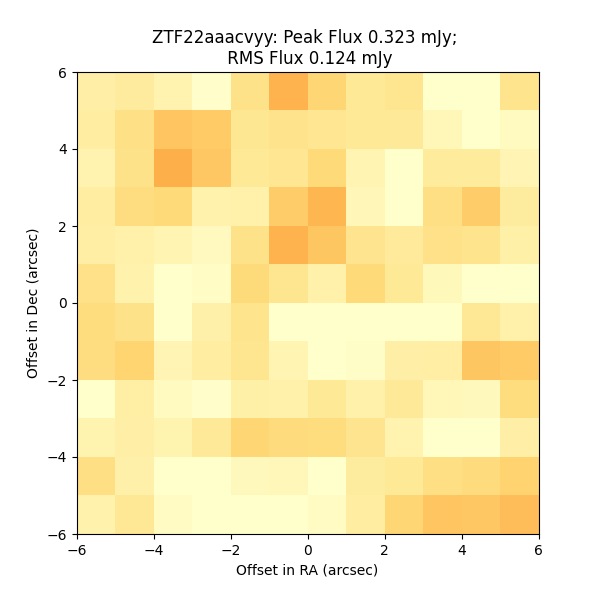 ZTF22aaacvyy: Peak Flux 0.323 mJy;
RMS Flux 0.124 mJy
6
4
2
0
−2
−4
−6
Offset in Dec (arcsec)
−6 −4 −2 0 2 4 6
Offset in RA (arcsec)